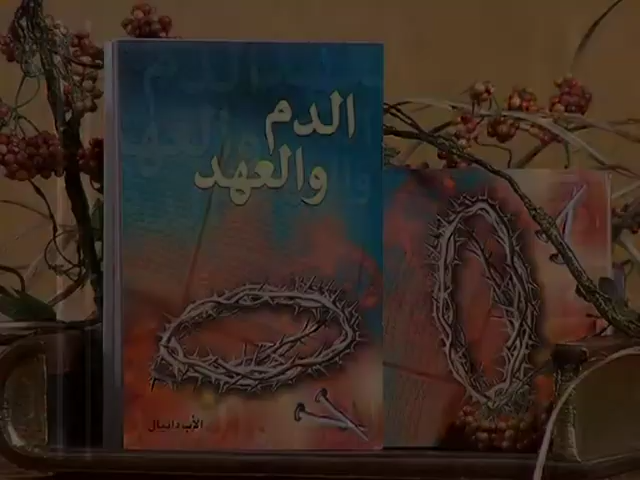 الدم
والعهد
الأب دانيال